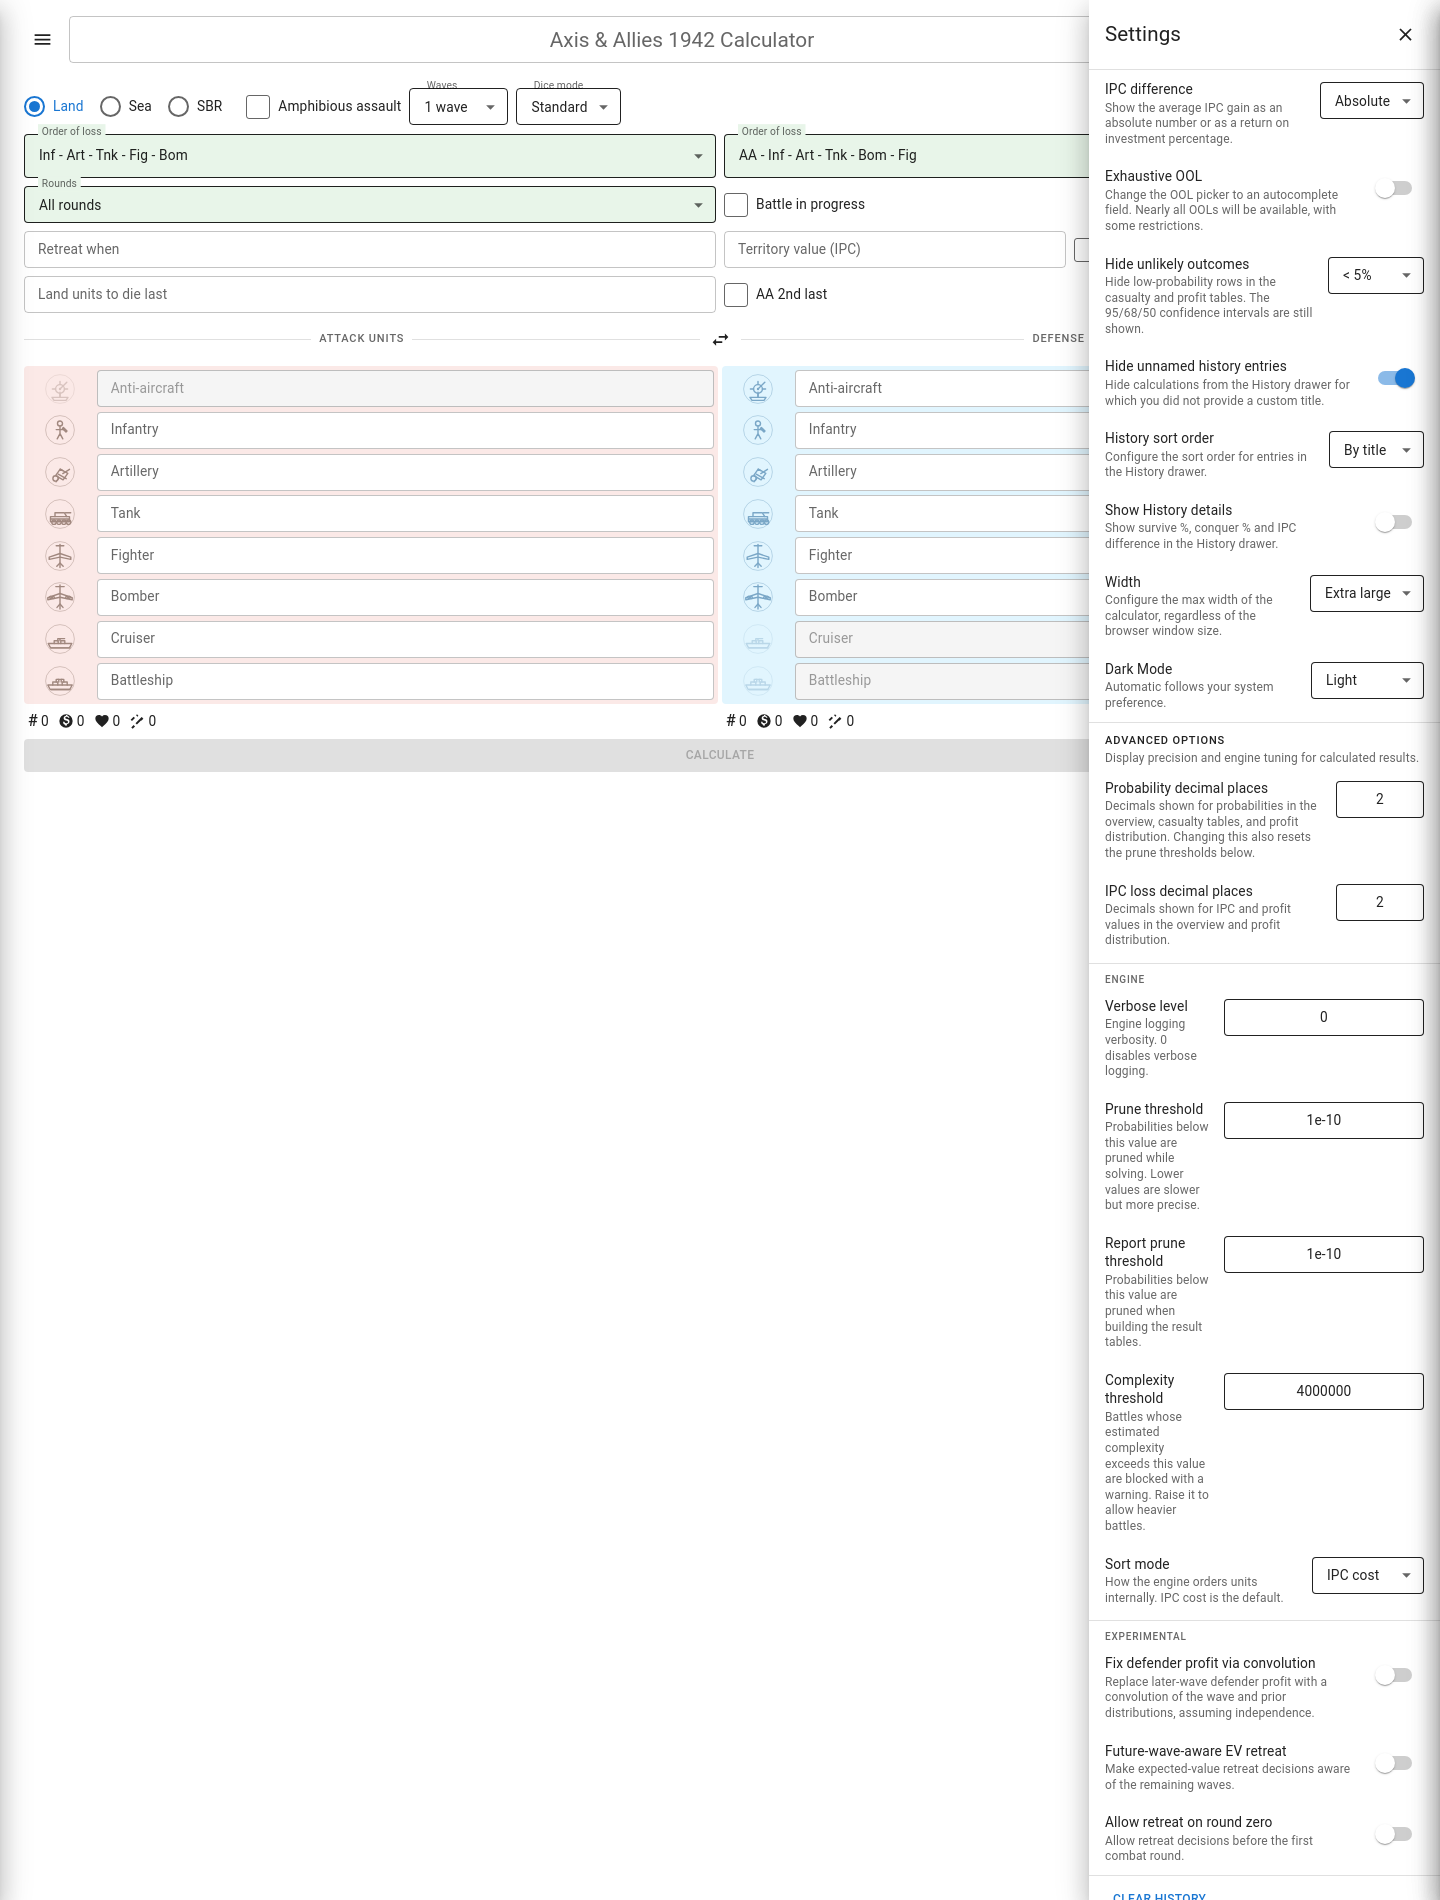 Axis & Allies 1942 Calculator
Waves
Dice mode
Land
Sea
SBR
Amphibious assault
1 wave
Standard
Order of loss
Inf - Art - Tnk - Fig - Bom
Order of loss
AA - Inf - Art - Tnk - Bom - Fig
Rounds
All rounds
Battle in progress
Retreat when
Territory value (IPC)
Land units to die last
AA 2nd last
ATTACK UNITS
DEFENSE
Anti-aircraft
Infantry
Artillery
Tank
Fighter
Bomber
Cruiser
Battleship
Anti-aircraft
Infantry
Artillery
Tank
Fighter
Bomber
Cruiser
Battleship
# 0 0 0 0
# 0 0 0 0
CALCULATE
Settings
IPC difference
Show the average IPC gain as an
absolute number or as a return on
investment percentage.
Absolute
Exhaustive OOL
Change the OOL picker to an autocomplete
field. Nearly all OOLs will be available, with
some restrictions.
Hide unlikely outcomes
Hide low-probability rows in the
casualty and profit tables. The
95/68/50 confidence intervals are still
shown.
< 5%
Hide unnamed history entries
Hide calculations from the History drawer for
which you did not provide a custom title.
History sort order
Configure the sort order for entries in
the History drawer.
By title
Show History details
Show survive %, conquer % and IPC
difference in the History drawer.
Width
Configure the max width of the
calculator, regardless of the
browser window size.
Extra large
Dark Mode
Automatic follows your system
preference.
Light
ADVANCED OPTIONS
Display precision and engine tuning for calculated results.
Probability decimal places
Decimals shown for probabilities in the
overview, casualty tables, and profit
distribution. Changing this also resets
the prune thresholds below.
2
IPC loss decimal places
Decimals shown for IPC and profit
values in the overview and profit
distribution.
2
ENGINE
Verbose level
Engine logging
verbosity. 0
disables verbose
logging.
0
Prune threshold
Probabilities below
this value are
pruned while
solving. Lower
values are slower
but more precise.
1e-10
Report prune
threshold
Probabilities below
this value are
pruned when
building the result
tables.
1e-10
Complexity
threshold
Battles whose
estimated
complexity
exceeds this value
are blocked with a
warning. Raise it to
allow heavier
battles.
4000000
Sort mode
How the engine orders units
internally. IPC cost is the default.
IPC cost
EXPERIMENTAL
Fix defender profit via convolution
Replace later-wave defender profit with a
convolution of the wave and prior
distributions, assuming independence.
Future-wave-aware EV retreat
Make expected-value retreat decisions aware
of the remaining waves.
Allow retreat on round zero
Allow retreat decisions before the first
combat round.
CLEAR HISTORY